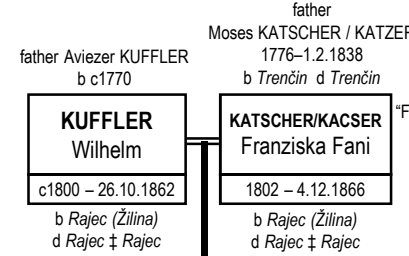 father Aviezer KUFFLER
b c1770
KUFFLER
Wilhelm
c1800 – 26.10.1862
b Rajec (Žilina)
d Rajec ‡ Rajec
father
Moses KATSCHER / KATZER
1776–1.2.1838
b Trenčin d Trenčin
KATSCHER/KACSER
Franziska Fani
1802 – 4.12.1866
b Rajec (Žilina)
d Rajec ‡ Rajec
“F